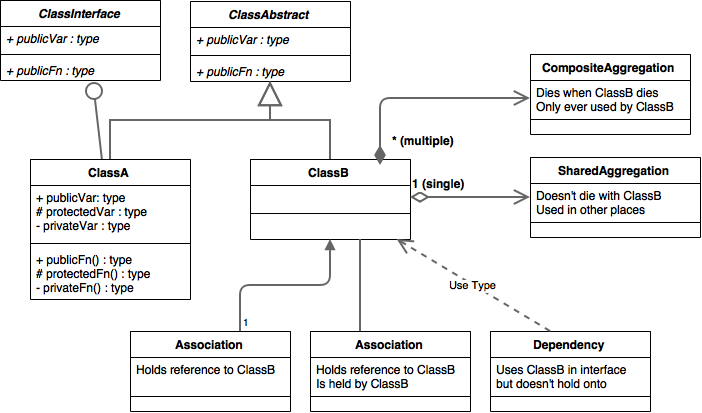 ClassInterface
+ publicVar : type
+ publicFn : type
ClassAbstract
+ publicVar : type
+ publicFn : type
CompositeAggregation
Dies when ClassB dies
Only ever used by ClassB
* (multiple)
ClassA
+ publicVar: type
# protectedVar : type
- privateVar : type
+ publicFn() : type
# protectedFn() : type
- privateFn() : type
ClassB
1 (single)
SharedAggregation
Doesn't die with ClassB
Used in other places
Use Type
1
Association
Holds reference to ClassB
Association
Holds reference to ClassB
Is held by ClassB
Dependency
Uses ClassB in interface
but doesn't hold onto